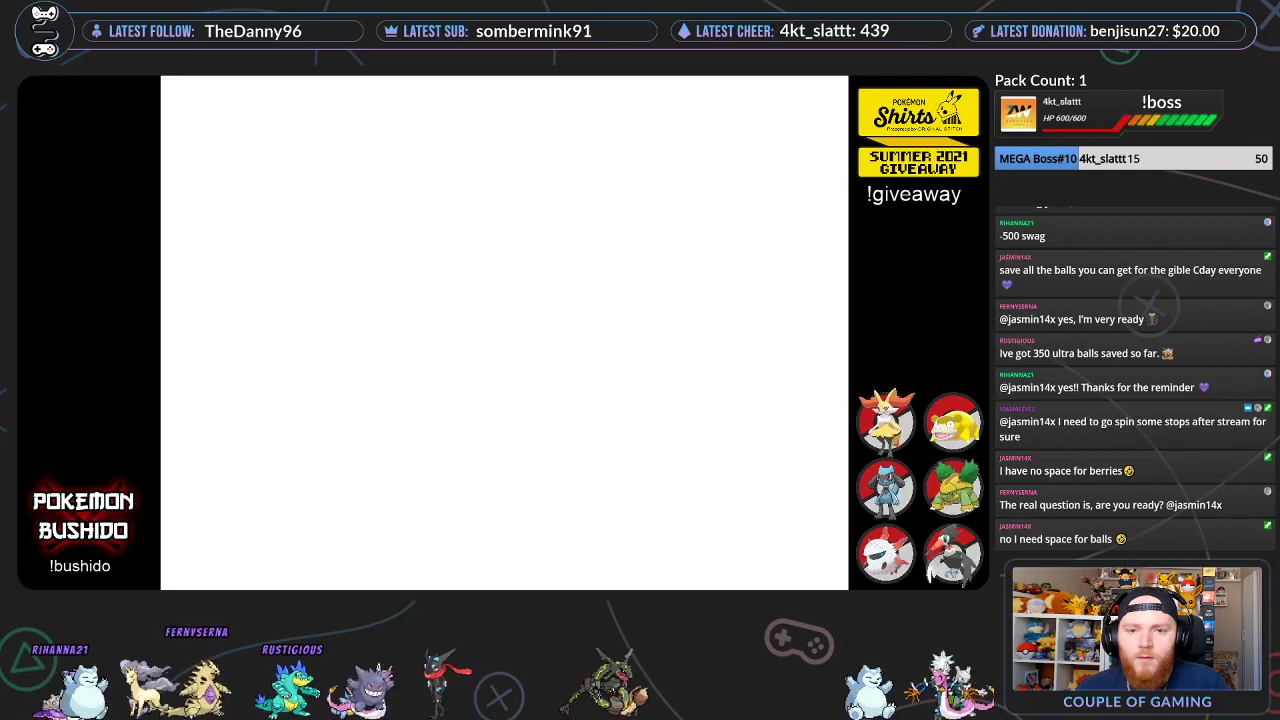 LATEST FOLLOW: TheDanny96
LATEST SUB: sombermink91
LATEST CHEER: 4kt_slattt: 439
LATEST DONATION: benjisun27: $20.00
POKÉMON
Shirts
SUMMER 2021
GIVEAWAY
!giveaway
Pack Count: 1
4kt_slattt
!boss
HP 600/600
MEGA Boss#10 4kt_slattt 15 50
RIHANNA21
-500 swag
JASMIN14X
save all the balls you can get for the gible Cday everyone
💜
FERNYSERNA
@jasmin14x yes, I'm very ready
RUSTIGIOUS
Ive got 350 ultra balls saved so far.
RIHANNA21
@jasmin14x yes!! Thanks for the reminder 💜
MAMAEEVEE
@jasmin14x I need to go spin some stops after stream for
sure
JASMIN14X
I have no space for berries🤣
FERNYSERNA
The real question is, are you ready? @jasmin14x
JASMIN14X
no I need space for balls 🤣
POKEMON
BUSHIDO
!bushido
RIHANNA21
FERNYSERNA
RUSTIGIOUS
COUPLE OF GAMING